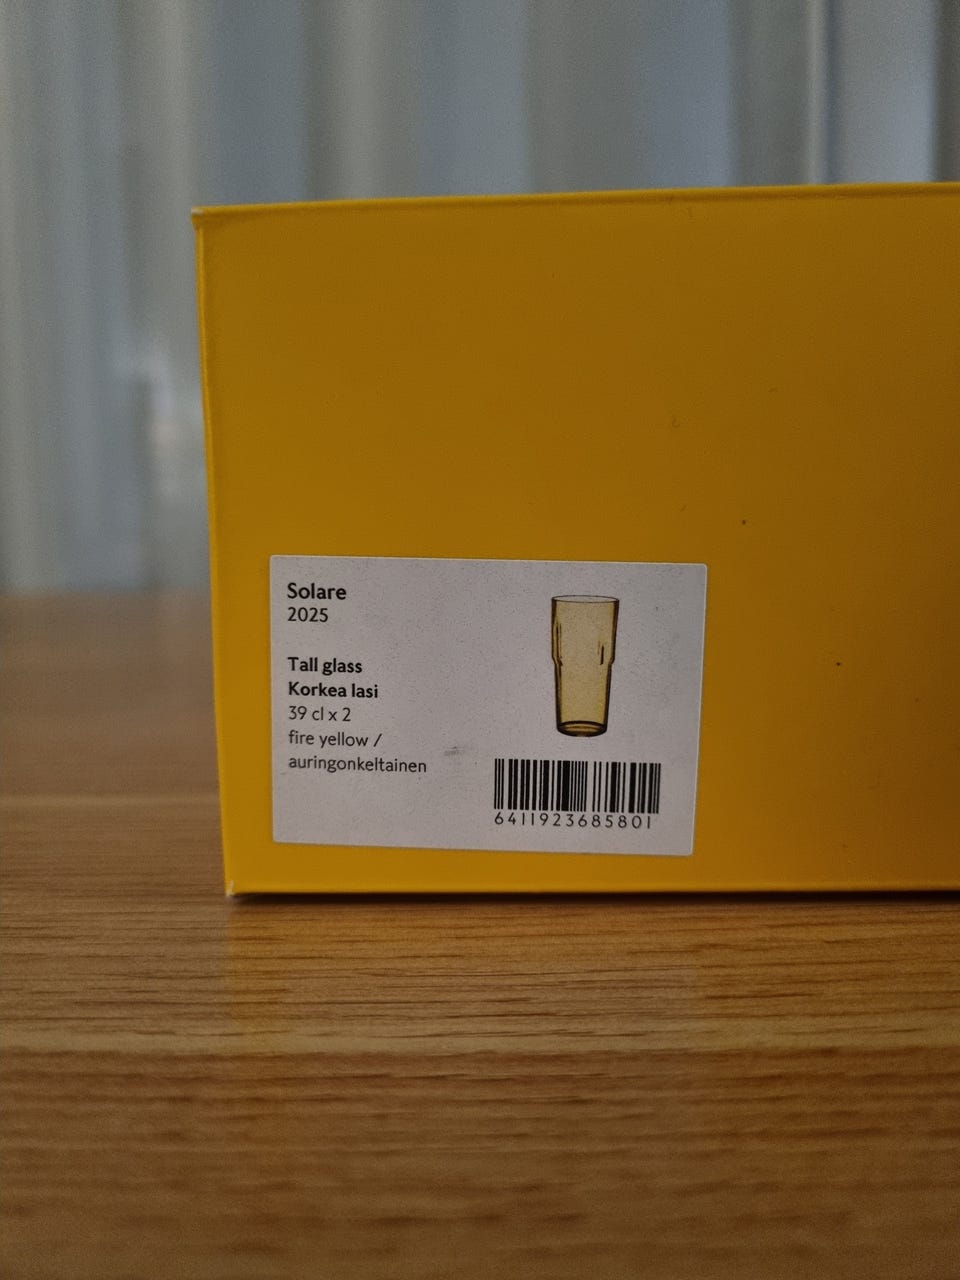 Solare
2025
Tall glass
Korkea lasi
39 cl x 2
fire yellow /
auringonkeltainen
6411923685801